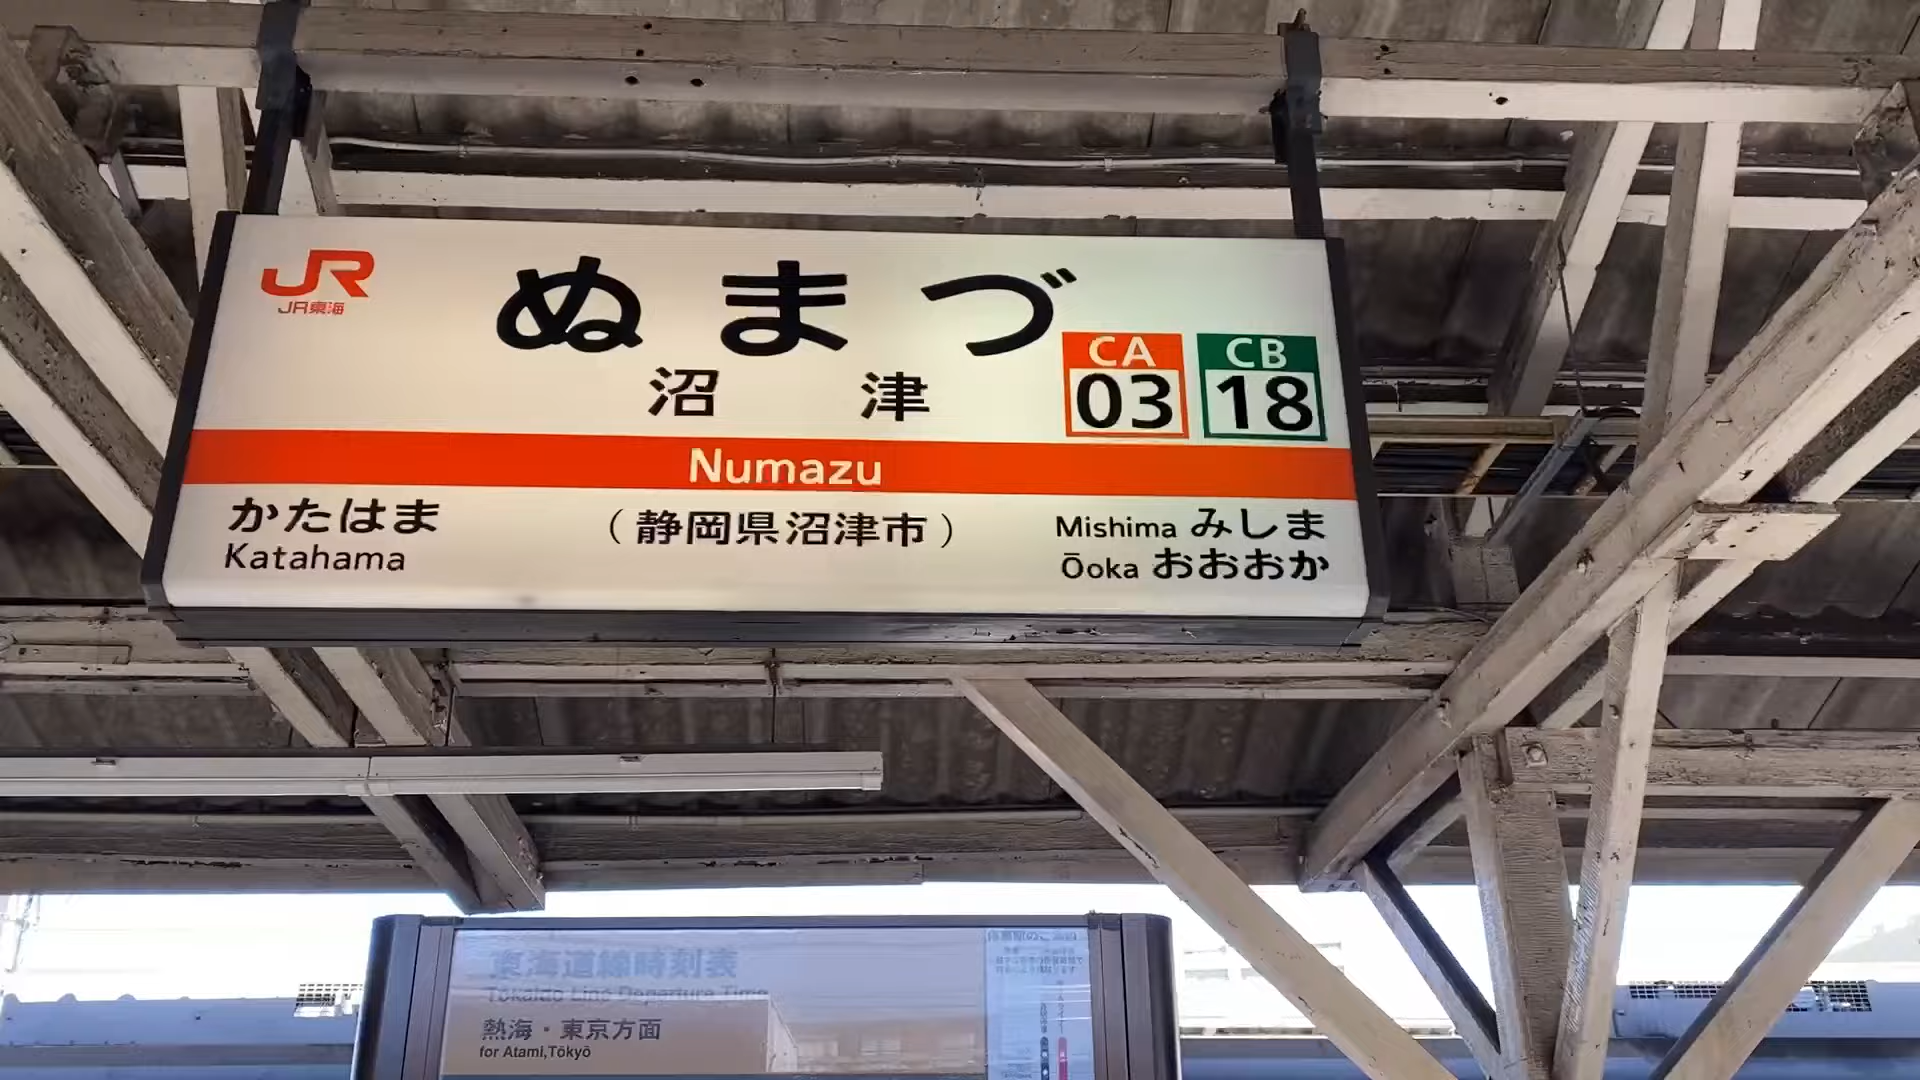 JR
JR東海
ぬまづ
沼津
CA
03
CB
18
Numazu
かたはま
Katahama
（静岡県沼津市）
Mishima みしま
Ōoka おおおか
東海道線時刻表
Tōkaidō Line Departure Time
熱海・東京方面
for Atami,Tōkyō